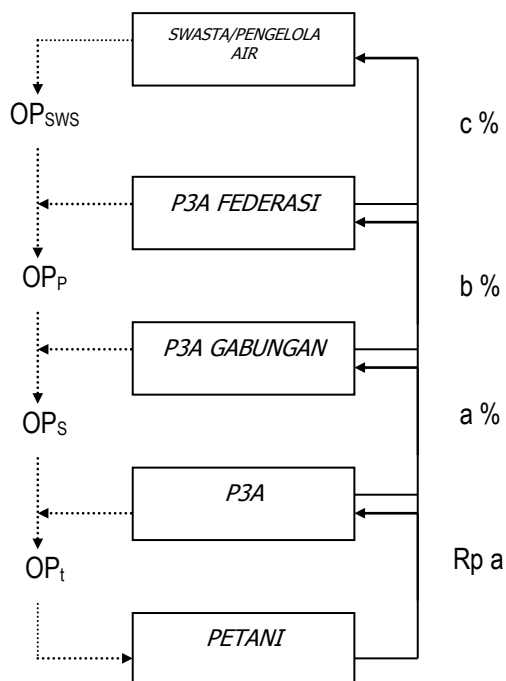 SWASTA/PENGELOLA
AIR
OPSWS
c %
P3A FEDERASI
OPP
b %
P3A GABUNGAN
OPS
a %
P3A
OPt
Rp a
PETANI